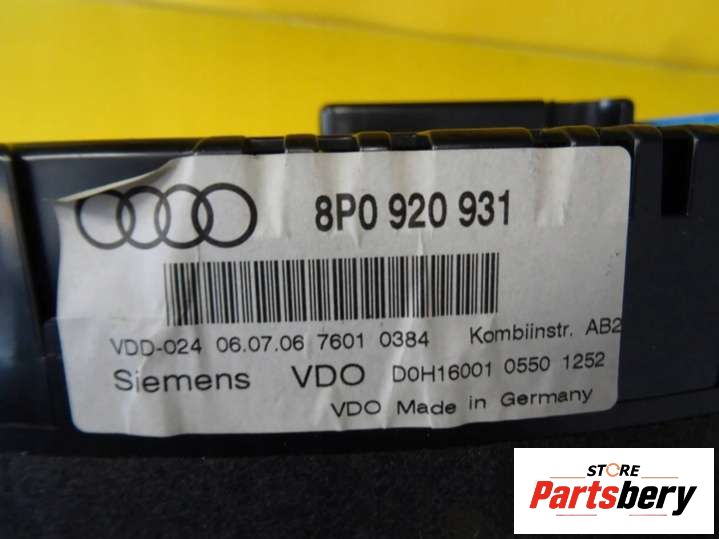 8P0 920 931
VDD-024 06.07.06 7601 0384 Kombiinstr. AB2
Siemens VDO D0H16001 0550 1252
VDO Made in Germany
STORE
Partsbery